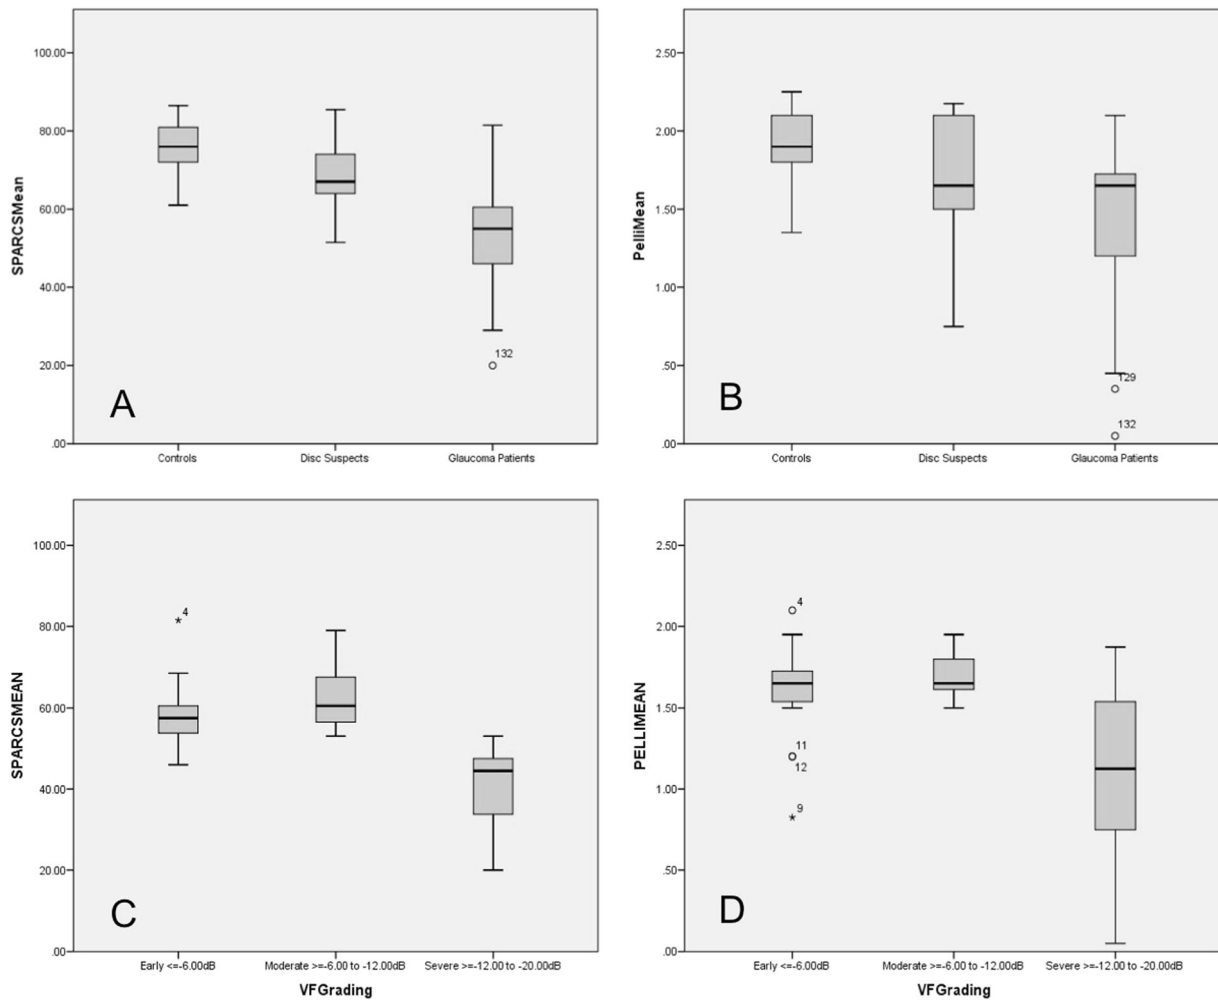 100.00
80.00
60.00
40.00
20.00
.00
SPARCSMean
132
A
Controls Disc Suspects Glaucoma Patients
2.50
2.00
1.50
1.00
.50
.00
PelliMean
129
132
B
Controls Disc Suspects Glaucoma Patients
100.00
80.00
60.00
40.00
20.00
.00
SPARCSMEAN
4
C
Early <=-6.00dB Moderate >=-6.00 to -12.00dB Severe >=-12.00 to -20.00dB
VFGrading
2.50
2.00
1.50
1.00
.50
.00
PELLIMEAN
4
11
12
9
D
Early <=-6.00dB Moderate >=-6.00 to -12.00dB Severe >=-12.00 to -20.00dB
VFGrading